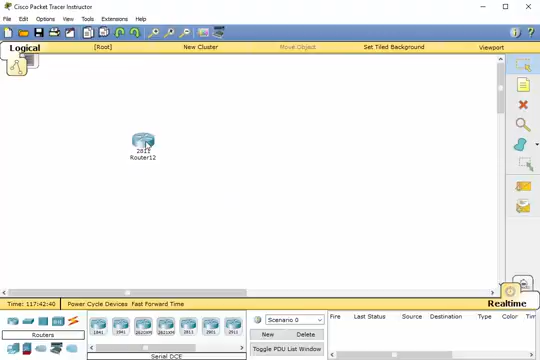 Cisco Packet Tracer Instructor
File Edit Options View Tools Extensions Help
Logical [Root] New Cluster Move Object Set Tiled Background Viewport
2811
Router12
Time: 117:42:40 Power Cycle Devices Fast Forward Time Realtime
Routers
1841 1941 2620XM 2621XM 2811 2901 2911
Serial DCE
Scenario 0
New Delete
Toggle PDU List Window
Fire Last Status Source Destination Type Color